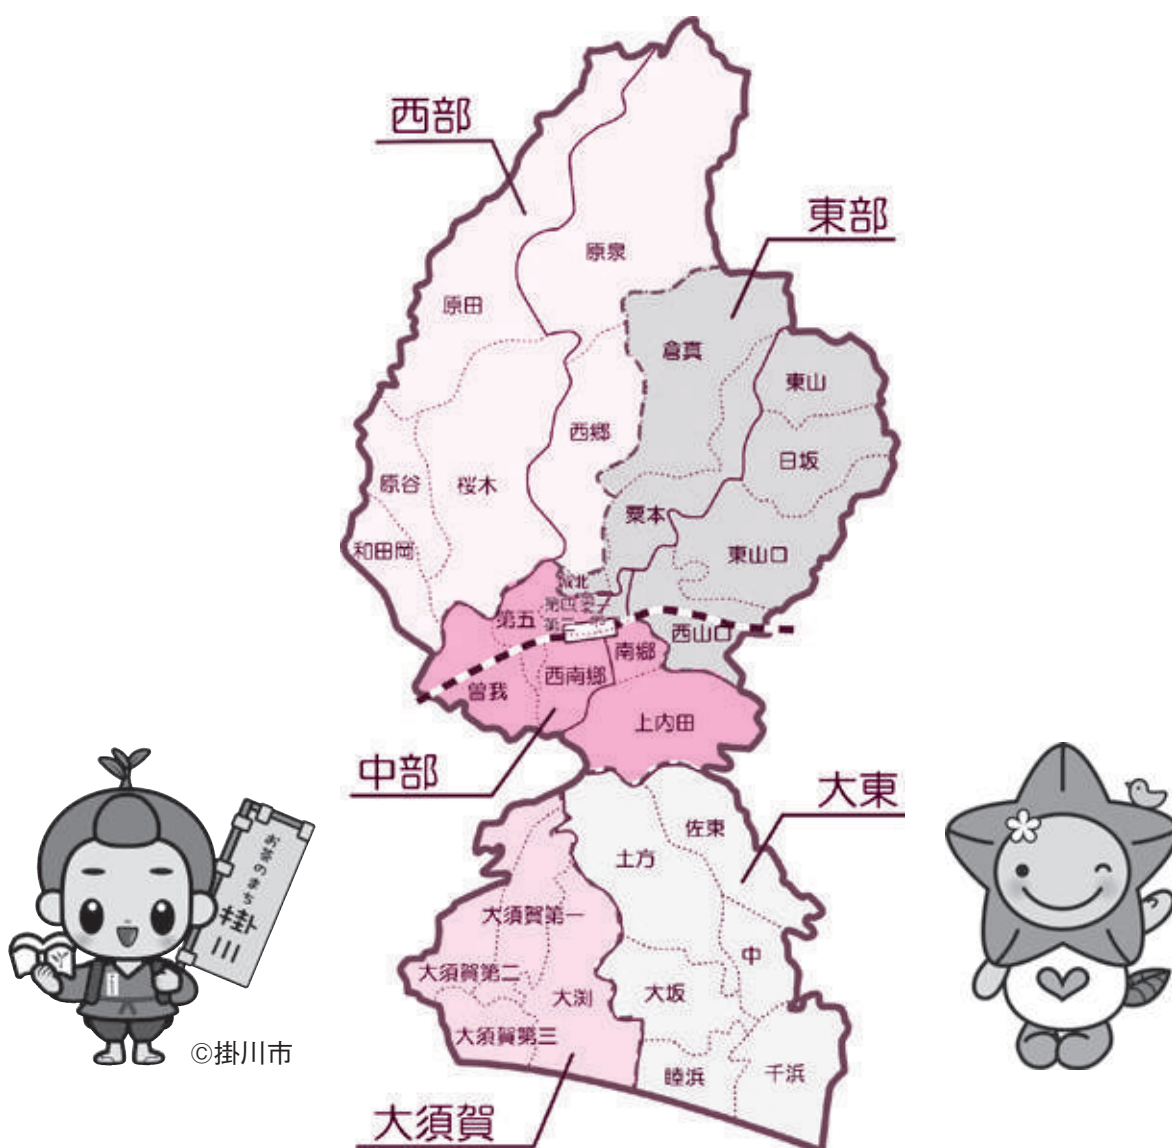 西部
東部
原泉
原田
倉真
東山
西郷
日坂
原谷
桜木
粟本
和田岡
東山口
城北
第五
西山口
南郷
西南郷
曽我
上内田
中部
大東
佐東
土方
大須賀第一
中
大須賀第二
大渕
大坂
大須賀第三
睦浜
千浜
大須賀
お茶のまち
掛川
©掛川市